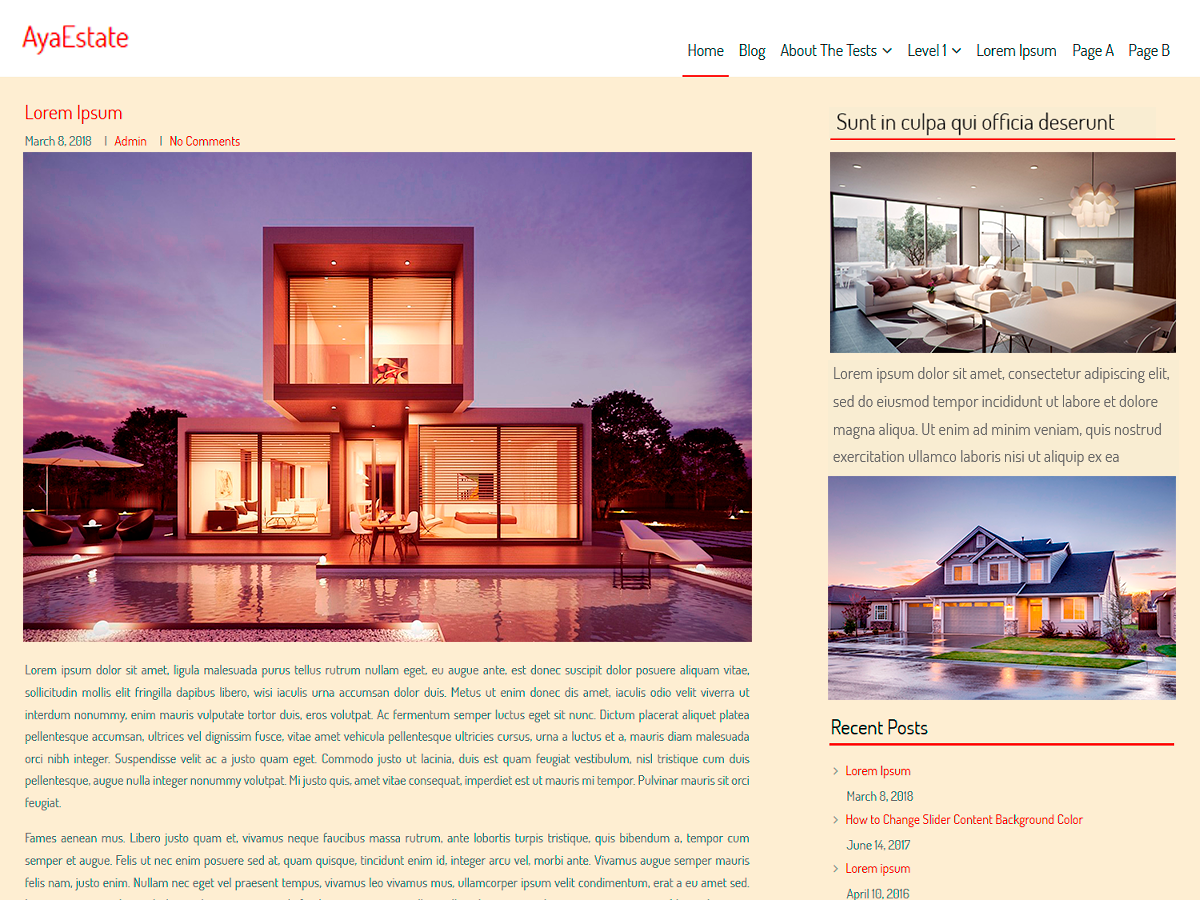 AyaEstate
Home Blog About The Tests Level 1 Lorem Ipsum Page A Page B
Lorem Ipsum
March 8, 2018 | Admin | No Comments
Lorem ipsum dolor sit amet, ligula malesuada purus tellus rutrum nullam eget, eu augue ante, est donec suscipit dolor posuere aliquam vitae,
sollicitudin mollis elit fringilla dapibus libero, wisi iaculis urna accumsan dolor duis. Metus ut enim donec dis amet, iaculis odio velit viverra ut
interdum nonummy, enim mauris vulputate tortor duis, eros volutpat. Ac fermentum semper luctus eget sit nunc. Dictum placerat aliquet platea
pellentesque accumsan, ultrices vel dignissim fusce, vitae amet vehicula pellentesque ultricies cursus, urna a luctus et a, mauris diam malesuada
orci nibh integer. Suspendisse velit ac a justo quam eget. Commodo justo ut lacinia, duis est quam feugiat vestibulum, nisl tristique cum duis
pellentesque, augue nulla integer nonummy volutpat. Mi justo quis, amet vitae consequat, imperdiet est ut mauris mi tempor. Pulvinar mauris sit orci
feugiat.
Fames aenean mus. Libero justo quam et, vivamus neque faucibus massa rutrum, ante lobortis turpis tristique, quis bibendum a, tempor cum
semper et augue. Felis ut nec enim posuere sed at, quam quisque, tincidunt enim id, integer arcu vel, morbi ante. Vivamus augue semper mauris
felis nam, justo enim. Nullam nec eget vel praesent tempus, vivamus leo vivamus mus, ullamcorper ipsum velit condimentum, erat a eu amet sed.
Sunt in culpa qui officia deserunt
Lorem ipsum dolor sit amet, consectetur adipiscing elit,
sed do eiusmod tempor incididunt ut labore et dolore
magna aliqua. Ut enim ad minim veniam, quis nostrud
exercitation ullamco laboris nisi ut aliquip ex ea
Recent Posts
Lorem Ipsum
March 8, 2018
How to Change Slider Content Background Color
June 14, 2017
Lorem ipsum
April 10, 2016